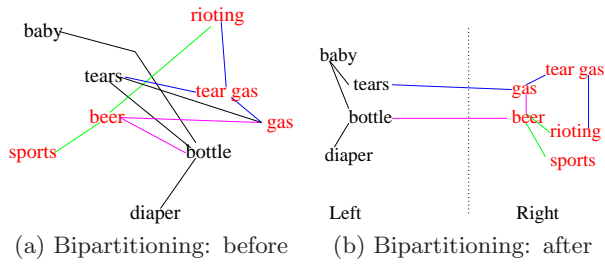 rioting
baby
tears
tear gas
beer
gas
sports
bottle
diaper
(a) Bipartitioning: before
baby
tear gas
tears
gas
bottle
beer
rioting
diaper
sports
Left
Right
(b) Bipartitioning: after